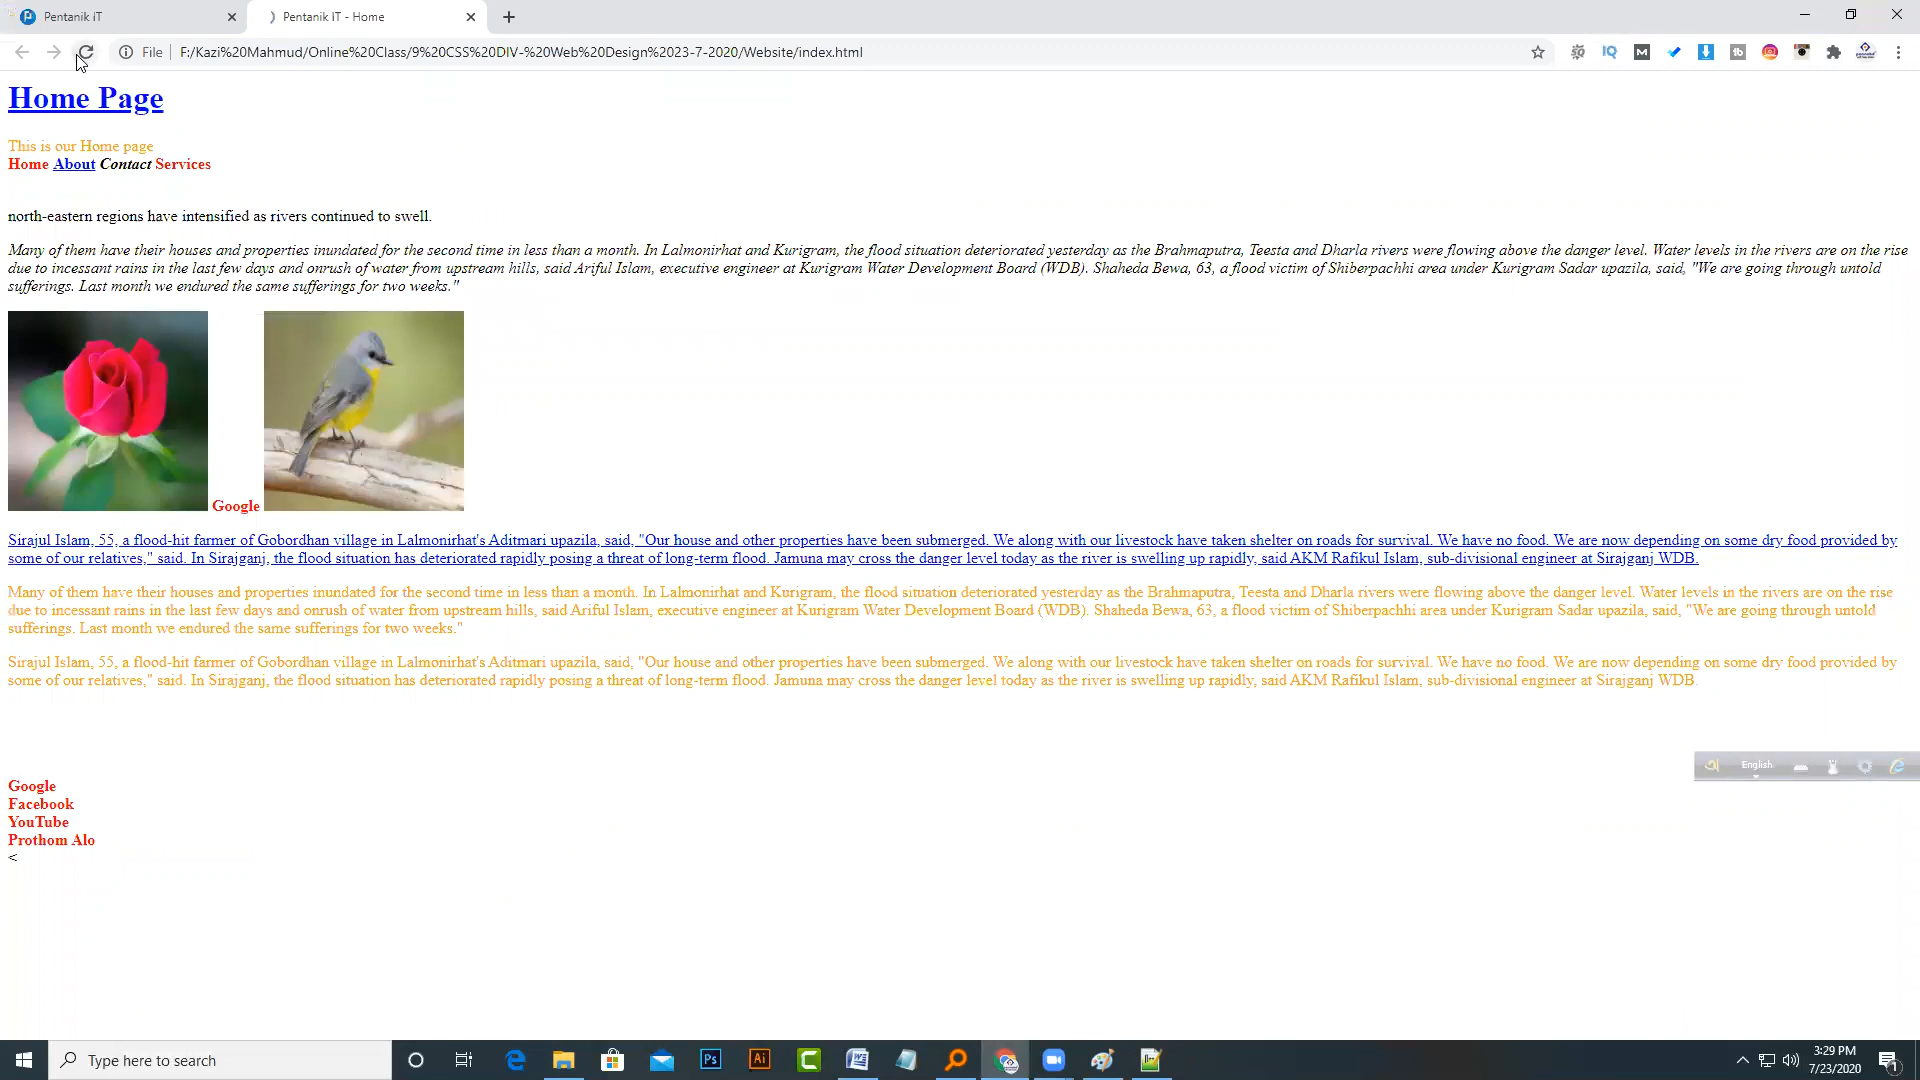 Pentanik iT
Pentanik IT - Home
File
F:/Kazi%20Mahmud/Online%20Class/9%20CSS%20DIV-%20Web%20Design%2023-7-2020/Website/index.html
Home Page
This is our Home page
Home About Contact Services
north-eastern regions have intensified as rivers continued to swell.
Many of them have their houses and properties inundated for the second time in less than a month. In Lalmonirhat and Kurigram, the flood situation deteriorated yesterday as the Brahmaputra, Teesta and Dharla rivers were flowing above the danger level. Water levels in the rivers are on the rise
due to incessant rains in the last few days and onrush of water from upstream hills, said Ariful Islam, executive engineer at Kurigram Water Development Board (WDB). Shaheda Bewa, 63, a flood victim of Shiberpachhi area under Kurigram Sadar upazila, said, "We are going through untold
sufferings. Last month we endured the same sufferings for two weeks."
Google
Sirajul Islam, 55, a flood-hit farmer of Gobordhan village in Lalmonirhat's Aditmari upazila, said, "Our house and other properties have been submerged. We along with our livestock have taken shelter on roads for survival. We have no food. We are now depending on some dry food provided by
some of our relatives," said. In Sirajganj, the flood situation has deteriorated rapidly posing a threat of long-term flood. Jamuna may cross the danger level today as the river is swelling up rapidly, said AKM Rafikul Islam, sub-divisional engineer at Sirajganj WDB.
Many of them have their houses and properties inundated for the second time in less than a month. In Lalmonirhat and Kurigram, the flood situation deteriorated yesterday as the Brahmaputra, Teesta and Dharla rivers were flowing above the danger level. Water levels in the rivers are on the rise
due to incessant rains in the last few days and onrush of water from upstream hills, said Ariful Islam, executive engineer at Kurigram Water Development Board (WDB). Shaheda Bewa, 63, a flood victim of Shiberpachhi area under Kurigram Sadar upazila, said, "We are going through untold
sufferings. Last month we endured the same sufferings for two weeks."
Sirajul Islam, 55, a flood-hit farmer of Gobordhan village in Lalmonirhat's Aditmari upazila, said, "Our house and other properties have been submerged. We along with our livestock have taken shelter on roads for survival. We have no food. We are now depending on some dry food provided by
some of our relatives," said. In Sirajganj, the flood situation has deteriorated rapidly posing a threat of long-term flood. Jamuna may cross the danger level today as the river is swelling up rapidly, said AKM Rafikul Islam, sub-divisional engineer at Sirajganj WDB.
English
Google
Facebook
YouTube
Prothom Alo
<
Type here to search
3:29 PM
7/23/2020